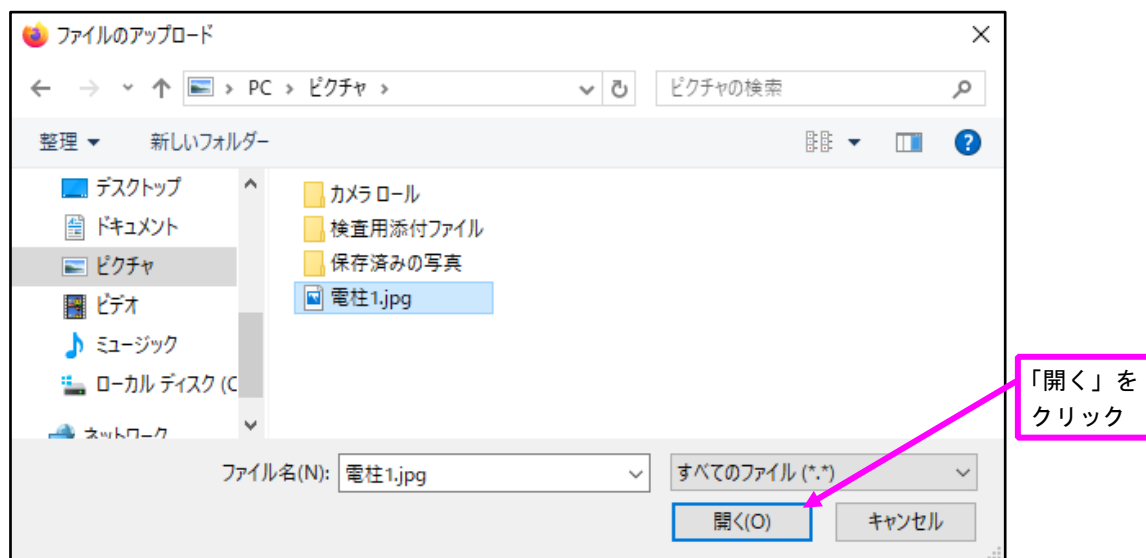 ファイルのアップロード
PC > ピクチャ >
ピクチャの検索
整理
新しいフォルダー
デスクトップ
ドキュメント
ピクチャ
ビデオ
ミュージック
ローカル ディスク (C
ネットワーク
カメラ ロール
検査用添付ファイル
保存済みの写真
電柱1.jpg
「開く」を
クリック
ファイル名(N):
電柱1.jpg
すべてのファイル (*.*)
開く(O)
キャンセル